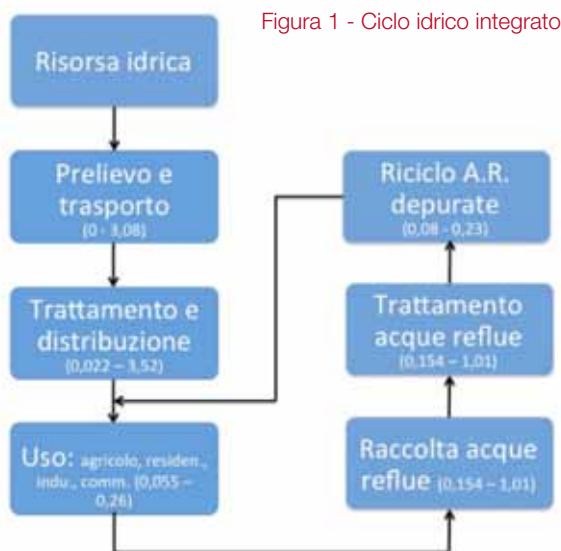 Figura 1 - Ciclo idrico integrato
Risorsa idrica
Prelievo e
trasporto
(0 - 3,08)
Trattamento e
distribuzione
(0,022 – 3,52)
Uso: agricolo, residen.,
indu., comm. (0,055 –
0,26)
Raccolta acque
reflue (0,154 – 1,01)
Trattamento
acque reflue
(0,154 – 1,01)
Riciclo A.R.
depurate
(0,08 - 0,23)